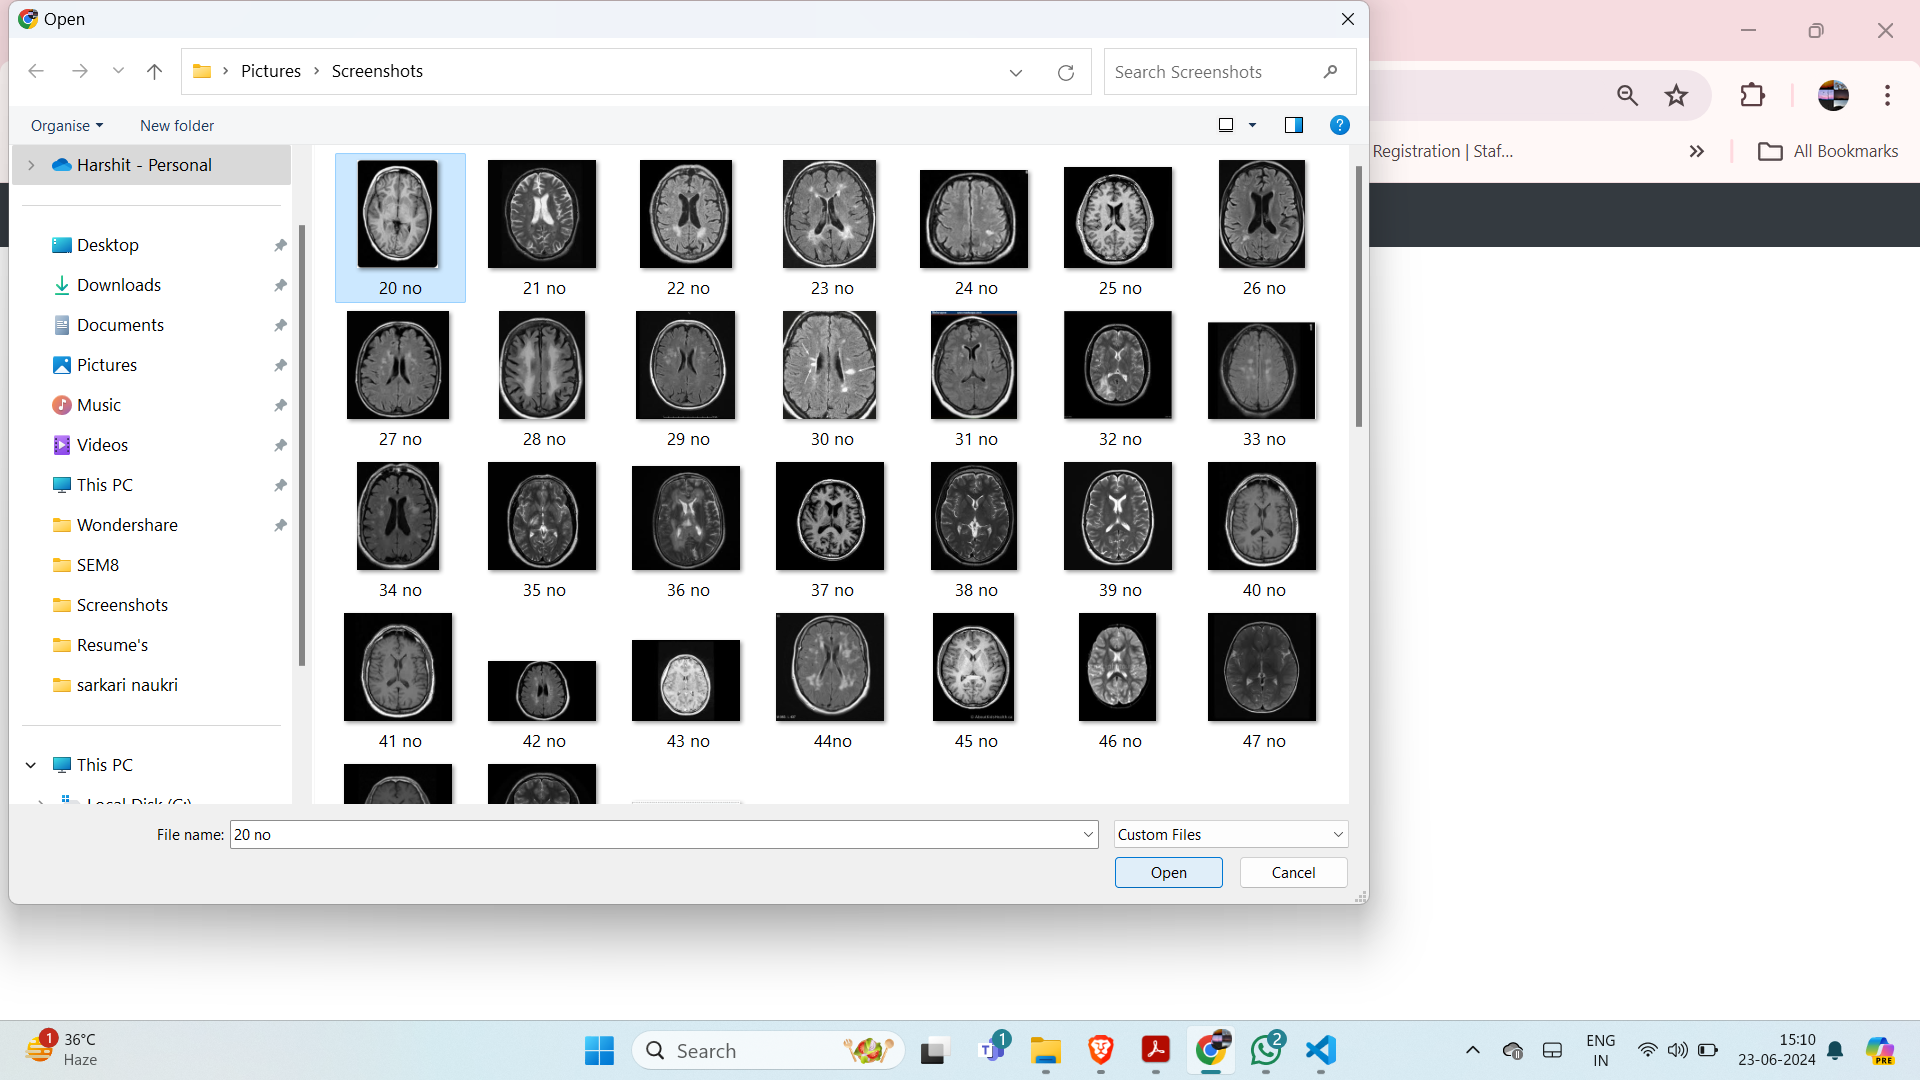 Open
Pictures
Screenshots
Search Screenshots
Organise
New folder
Registration | Staf...
All Bookmarks
Harshit - Personal
Desktop
Downloads
Documents
Pictures
Music
Videos
This PC
Wondershare
SEM8
Screenshots
Resume's
sarkari naukri
This PC
Local Disk (C:)
20 no
21 no
22 no
23 no
24 no
25 no
26 no
27 no
28 no
29 no
30 no
31 no
32 no
33 no
34 no
35 no
36 no
37 no
38 no
39 no
40 no
41 no
42 no
43 no
44no
45 no
46 no
47 no
File name:
20 no
Custom Files
Open
Cancel
1
36°C
Haze
Search
1
2
ENG
IN
15:10
23-06-2024
PRE